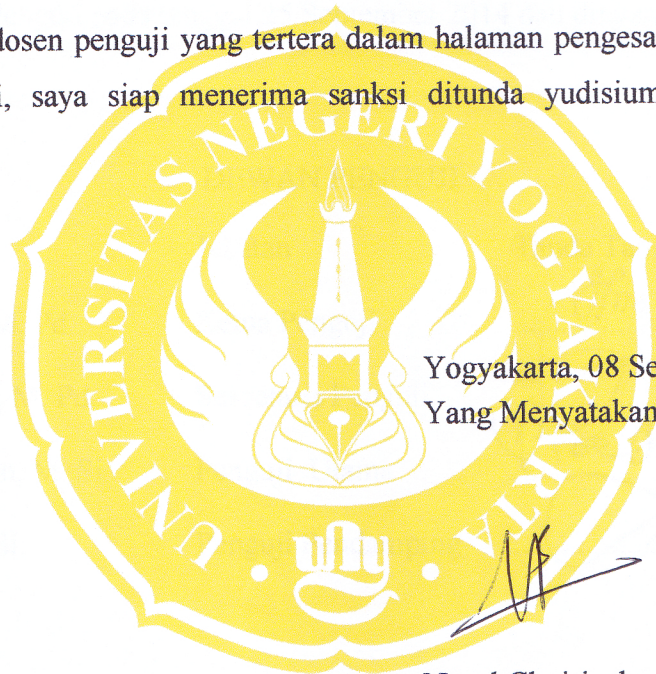 dosen penguji yang tertera dalam halaman pengesa
i, saya siap menerima sanksi ditunda yudisium
UNIVERSITAS NEGERI YOGYAKARTA
uny
Yogyakarta, 08 Se
Yang Menyatakan